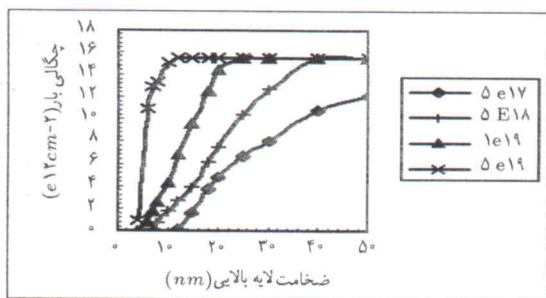 چگالی بار(e۱۲cm-۲)
۱۸
۱۶
۱۴
۱۲
۱۰
۸
۶
۴
۲
۰
۰ ۱۰ ۲۰ ۳۰ ۴۰ ۵۰
ضخامت لایه بالایی(nm)
۵ e۱۷
۵ E۱۸
۱e۱۹
۵ e۱۹